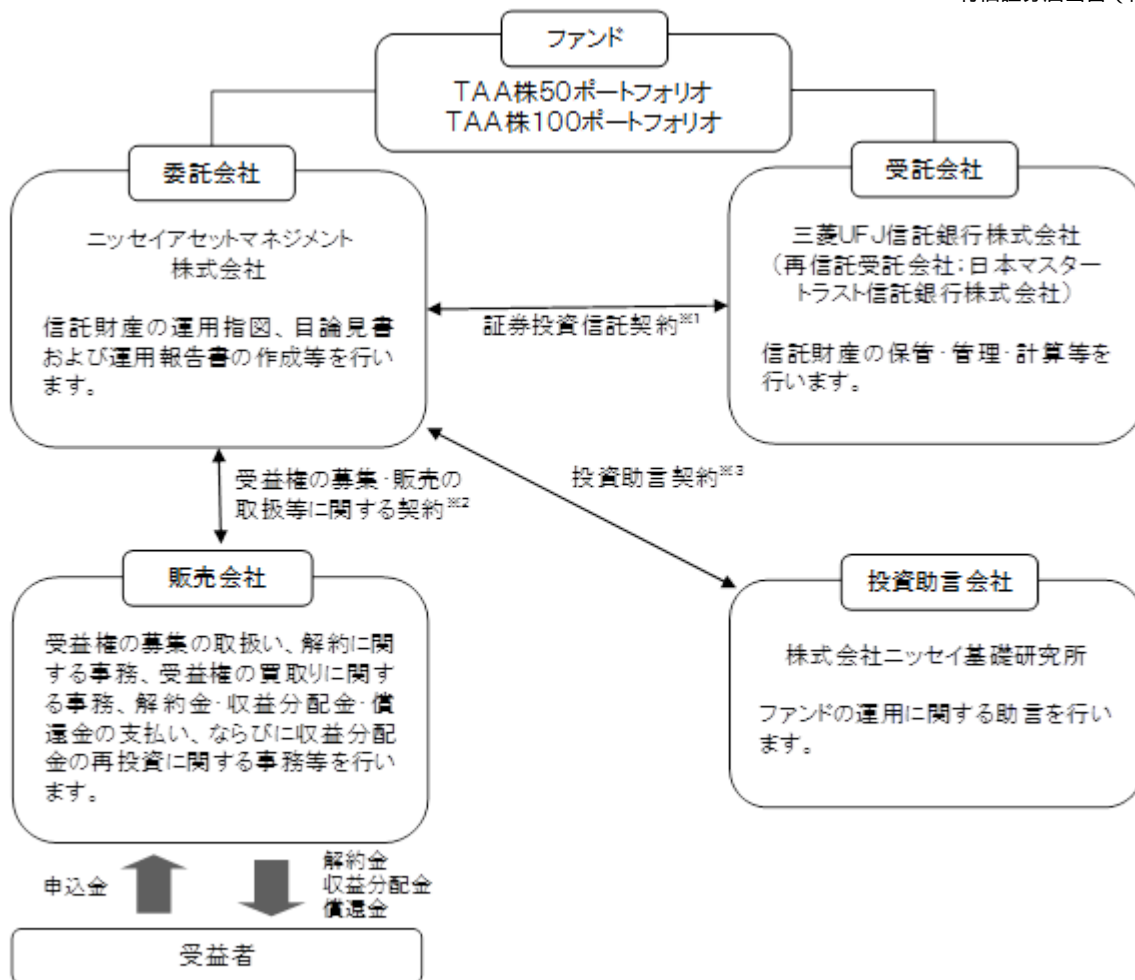 ファンド
TAA株50ポートフォリオ
TAA株100ポートフォリオ
委託会社
ニッセイアセットマネジメント
株式会社
信託財産の運用指図、目論見書
および運用報告書の作成等を行い
ます。
受託会社
三菱UFJ信託銀行株式会社
(再信託受託会社:日本マスター
トラスト信託銀行株式会社)
信託財産の保管・管理・計算等を
行います。
証券投資信託契約※1
受益権の募集・販売の
取扱等に関する契約※2
投資助言契約※3
販売会社
受益権の募集の取扱い、解約に関
する事務、受益権の買取りに関す
る事務、解約金・収益分配金・償
還金の支払い、ならびに収益分配
金の再投資に関する事務等を行い
ます。
投資助言会社
株式会社ニッセイ基礎研究所
ファンドの運用に関する助言を行い
ます。
申込金
解約金
収益分配金
償還金
受益者